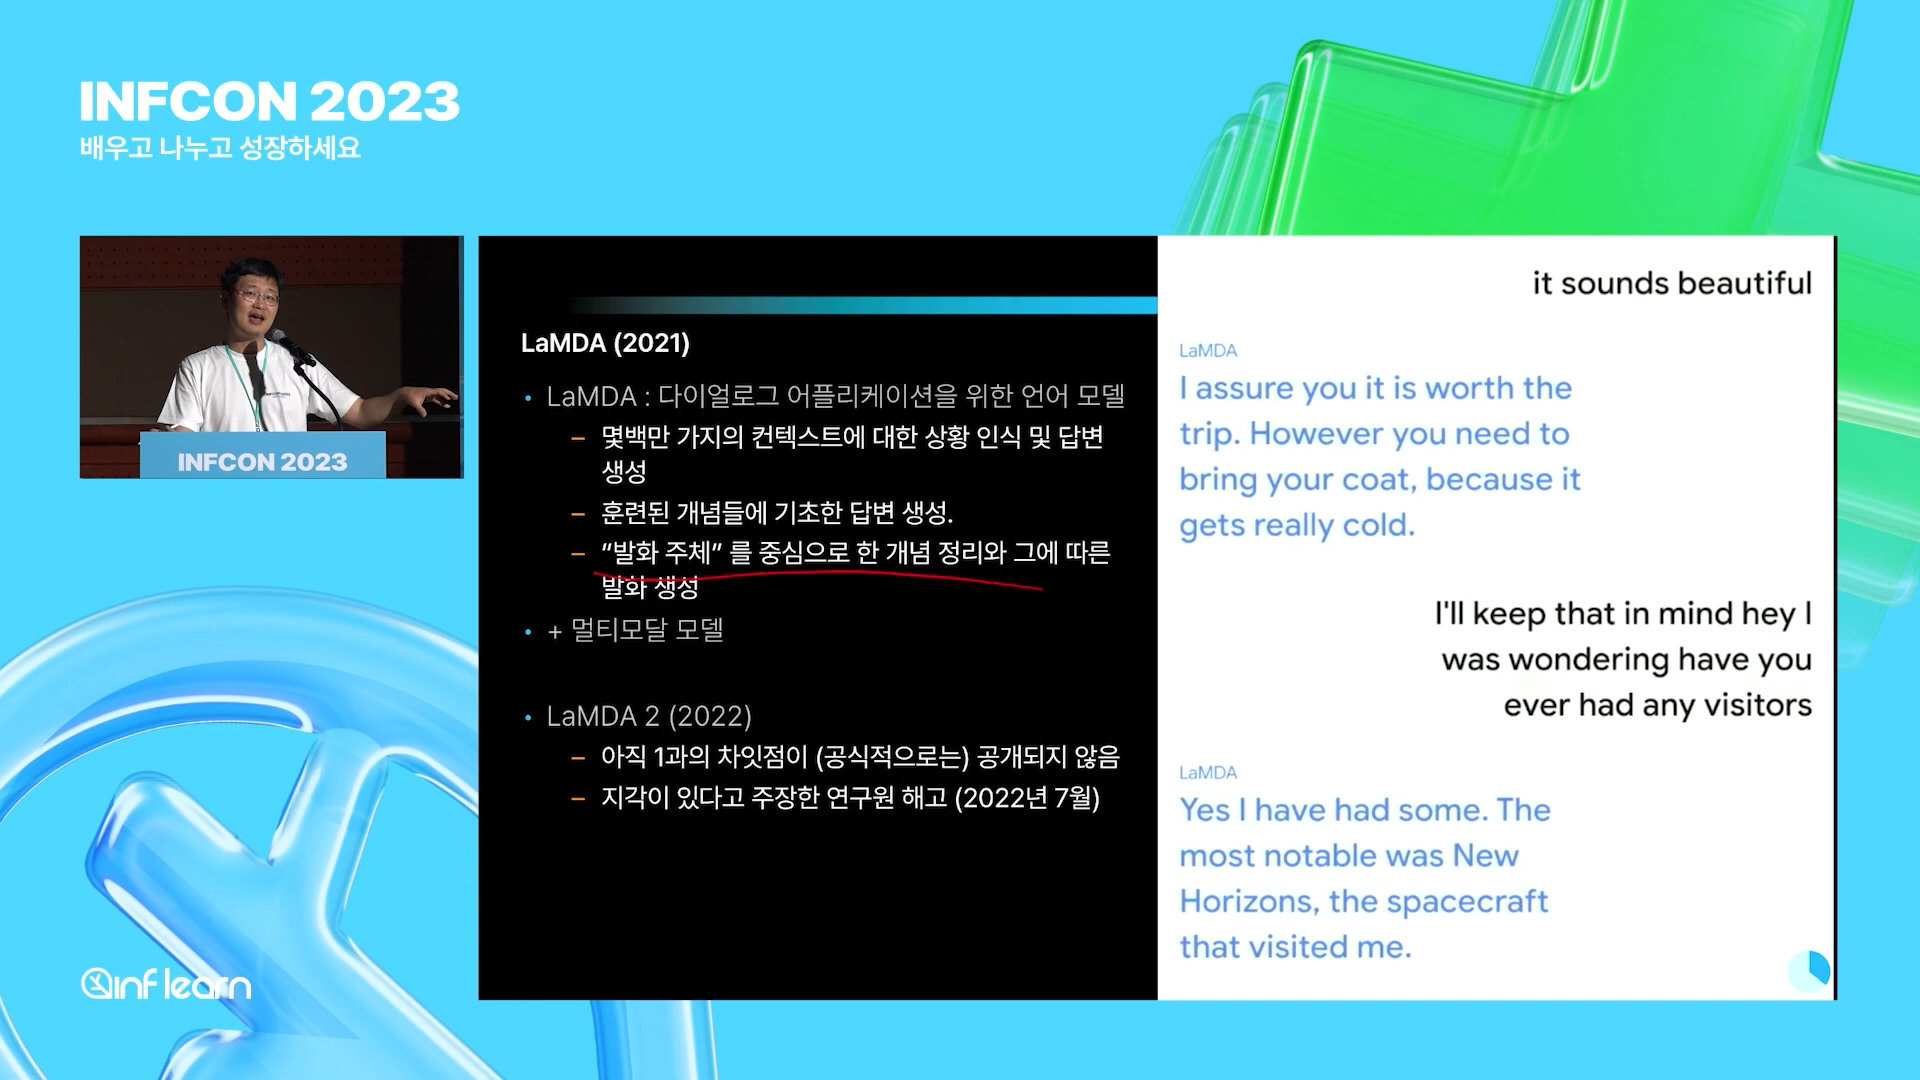 INFCON 2023
배우고 나누고 성장하세요
INFCON 2023
LaMDA (2021)
• LaMDA : 다이얼로그 어플리케이션을 위한 언어 모델
– 몇백만 가지의 컨텍스트에 대한 상황 인식 및 답변
생성
– 훈련된 개념들에 기초한 답변 생성.
– “발화 주체” 를 중심으로 한 개념 정리와 그에 따른
발화 생성
• + 멀티모달 모델
• LaMDA 2 (2022)
– 아직 1과의 차잇점이 (공식적으로는) 공개되지 않음
– 지각이 있다고 주장한 연구원 해고 (2022년 7월)
it sounds beautiful
LaMDA
I assure you it is worth the
trip. However you need to
bring your coat, because it
gets really cold.
I'll keep that in mind hey I
was wondering have you
ever had any visitors
LaMDA
Yes I have had some. The
most notable was New
Horizons, the spacecraft
that visited me.
inflearn